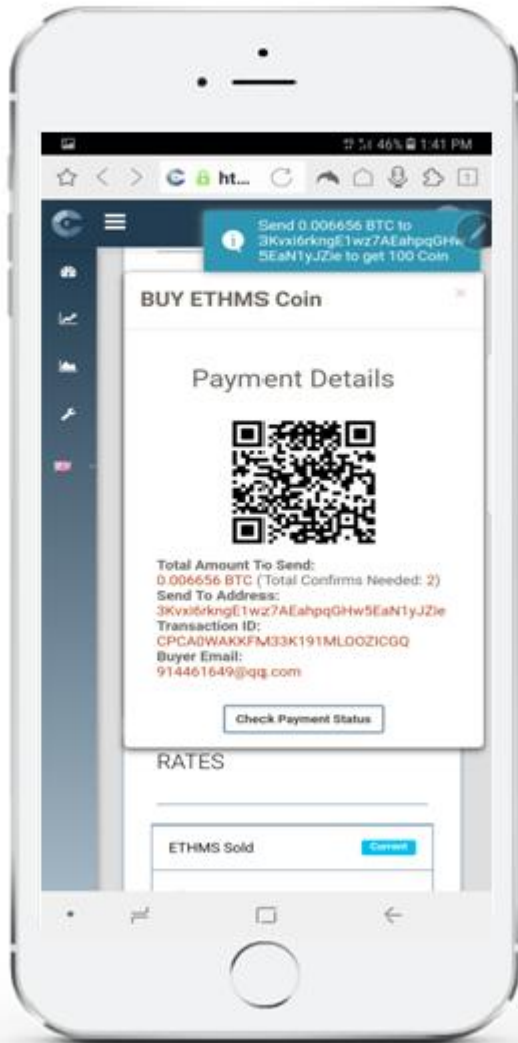 46% 1:41 PM
ht...
1
Send 0.006656 BTC to
3Kvxi6rkngE1wz7AEahpqGHw
5EaN1yJZie to get 100 Coin
BUY ETHMS Coin
×
Payment Details
Total Amount To Send:
0.006656 BTC (Total Confirms Needed: 2)
Send To Address:
3Kvxi6rkngE1wz7AEahpqGHw5EaN1yJZie
Transaction ID:
CPCA0WAKKFM33K191MLOOZICGQ
Buyer Email:
914461649@qq.com
Check Payment Status
RATES
ETHMS Sold
Current